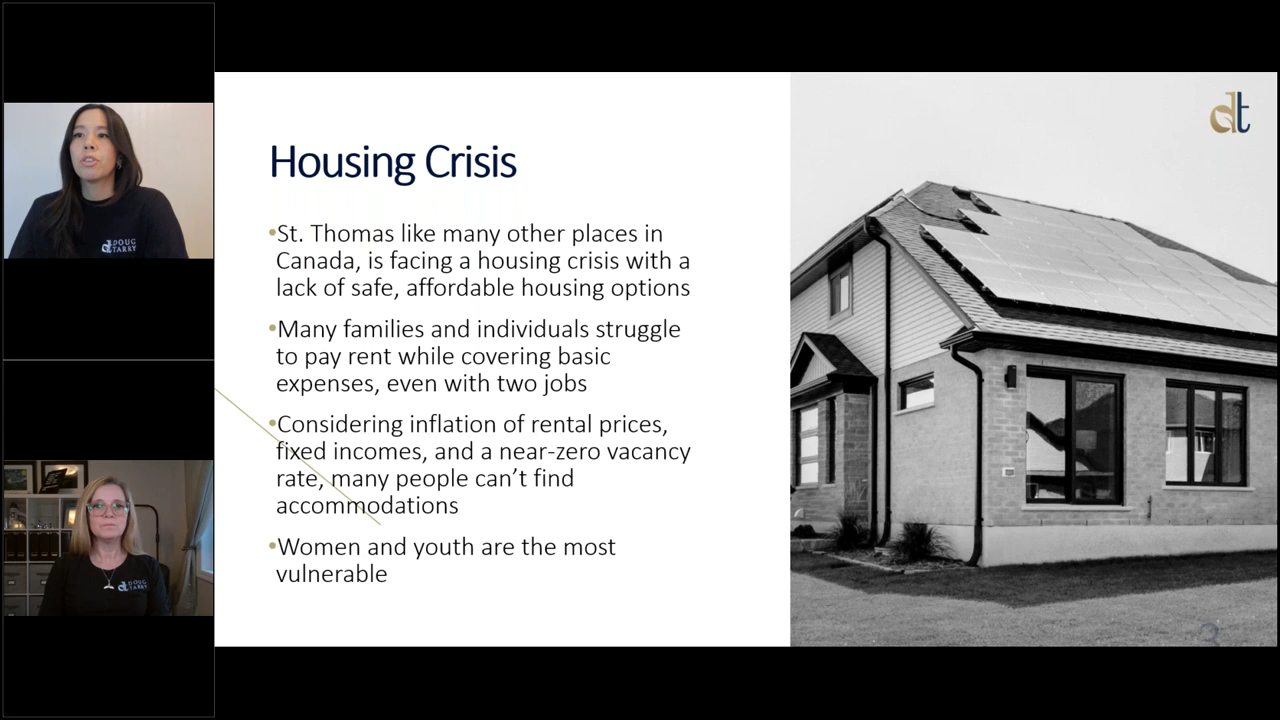 DOUG
TARRY
DOUG
TARRY
dt
Housing Crisis
•St. Thomas like many other places in
Canada, is facing a housing crisis with a
lack of safe, affordable housing options
•Many families and individuals struggle
to pay rent while covering basic
expenses, even with two jobs
•Considering inflation of rental prices,
fixed incomes, and a near-zero vacancy
rate, many people can’t find
accommodations
•Women and youth are the most
vulnerable
3